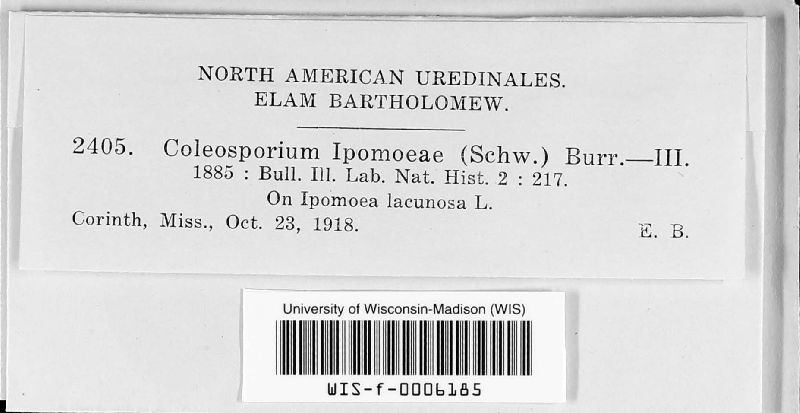 NORTH AMERICAN UREDINALES.
ELAM BARTHOLOMEW.
2405. Coleosporium Ipomoeae (Schw.) Burr.—III.
1885 : Bull. Ill. Lab. Nat. Hist. 2 : 217.
On Ipomoea lacunosa L.
Corinth, Miss., Oct. 23, 1918. E. B.
University of Wisconsin-Madison (WIS)
WIS-f-0006185